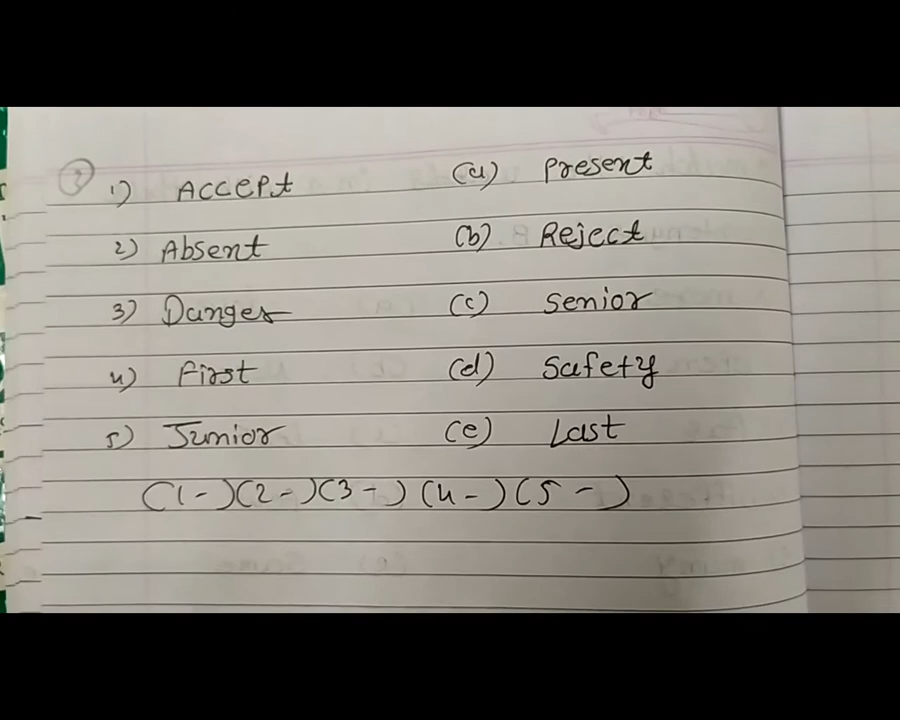 2
1) Accept (a) Present
2) Absent (b) Reject
3) Danger (c) Senior
4) First (d) Safety
5) Junior (e) Last
(1-)(2-)(3-)(4-)(5-)